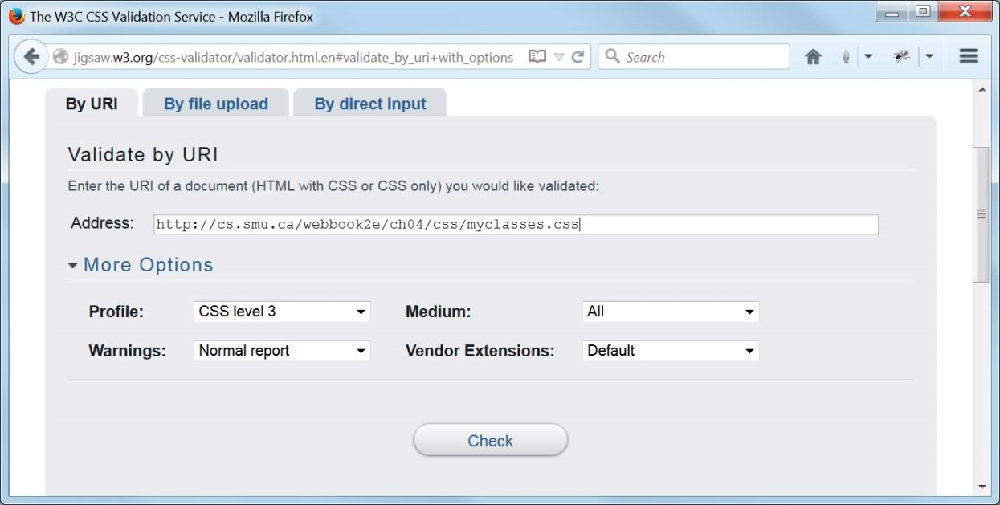 The W3C CSS Validation Service - Mozilla Firefox
jigsaw.w3.org/css-validator/validator.html.en#validate_by_uri+with_options
Search
By URI
By file upload
By direct input
Validate by URI
Enter the URI of a document (HTML with CSS or CSS only) you would like validated:
Address: http://cs.smu.ca/webbook2e/ch04/css/myclasses.css
More Options
Profile: CSS level 3 Medium: All
Warnings: Normal report Vendor Extensions: Default
Check